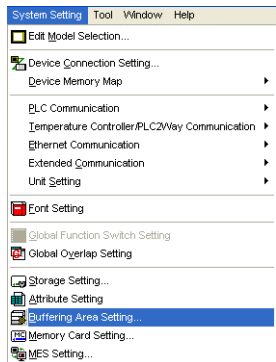 System Setting Tool Window Help
Edit Model Selection...
Device Connection Setting...
Device Memory Map
PLC Communication
Temperature Controller/PLC2Way Communication
Ethernet Communication
Extended Communication
Unit Setting
Font Setting
Global Function Switch Setting
Global Overlap Setting
Storage Setting...
Attribute Setting
Buffering Area Setting...
MC Memory Card Setting...
MES Setting...